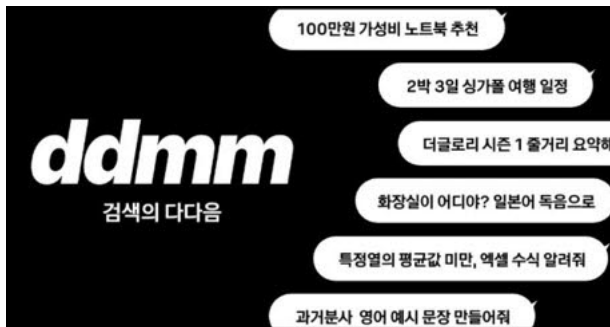 ddmm
검색의 다다음
100만원 가성비 노트북 추천
2박 3일 싱가폴 여행 일정
더글로리 시즌 1 줄거리 요약해
화장실이 어디야? 일본어 독음으로
특정열의 평균값 미만, 엑셀 수식 알려줘
과거분사 영어 예시 문장 만들어줘